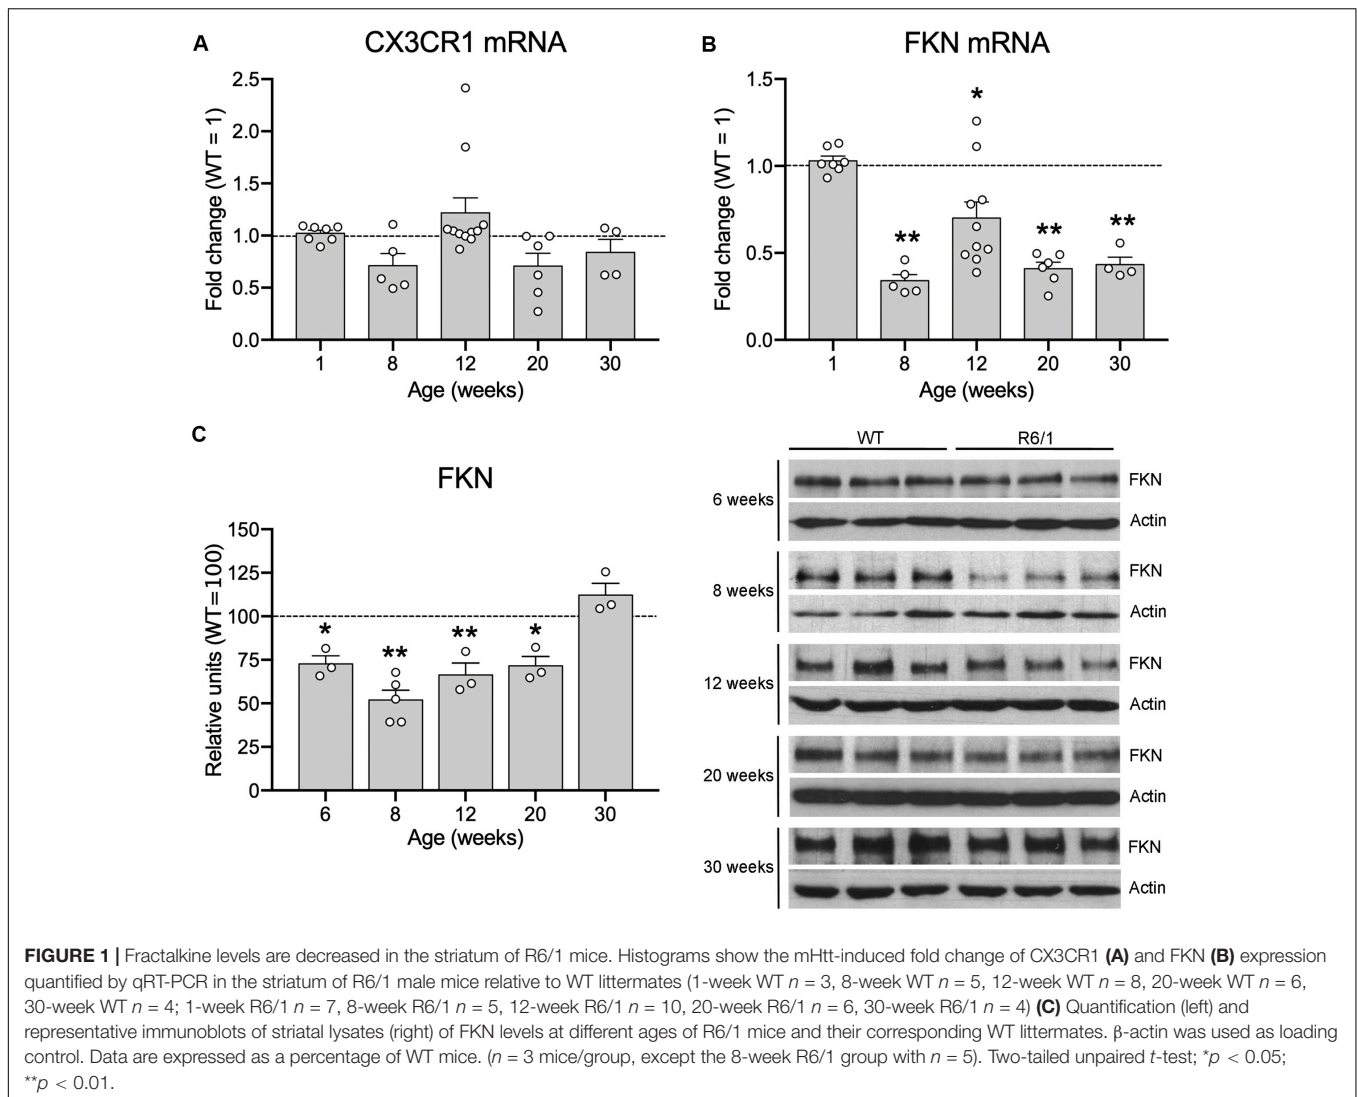 A
CX3CR1 mRNA
Fold change (WT = 1)
2.5
2.0
1.5
1.0
0.5
0.0
1 8 12 20 30
Age (weeks)
B
FKN mRNA
Fold change (WT = 1)
1.5
1.0
0.5
0.0
** * ** **
1 8 12 20 30
Age (weeks)
C
FKN
Relative units (WT=100)
150
125
100
75
50
25
0
* ** ** *
6 8 12 20 30
Age (weeks)
WT R6/1
6 weeks
FKN
Actin
8 weeks
FKN
Actin
12 weeks
FKN
Actin
20 weeks
FKN
Actin
30 weeks
FKN
Actin
FIGURE 1 | Fractalkine levels are decreased in the striatum of R6/1 mice. Histograms show the mHtt-induced fold change of CX3CR1 (A) and FKN (B) expression
quantified by qRT-PCR in the striatum of R6/1 male mice relative to WT littermates (1-week WT n = 3, 8-week WT n = 5, 12-week WT n = 8, 20-week WT n = 6,
30-week WT n = 4; 1-week R6/1 n = 7, 8-week R6/1 n = 5, 12-week R6/1 n = 10, 20-week R6/1 n = 6, 30-week R6/1 n = 4) (C) Quantification (left) and
representative immunoblots of striatal lysates (right) of FKN levels at different ages of R6/1 mice and their corresponding WT littermates. β-actin was used as loading
control. Data are expressed as a percentage of WT mice. (n = 3 mice/group, except the 8-week R6/1 group with n = 5). Two-tailed unpaired t-test; *p < 0.05;
**p < 0.01.